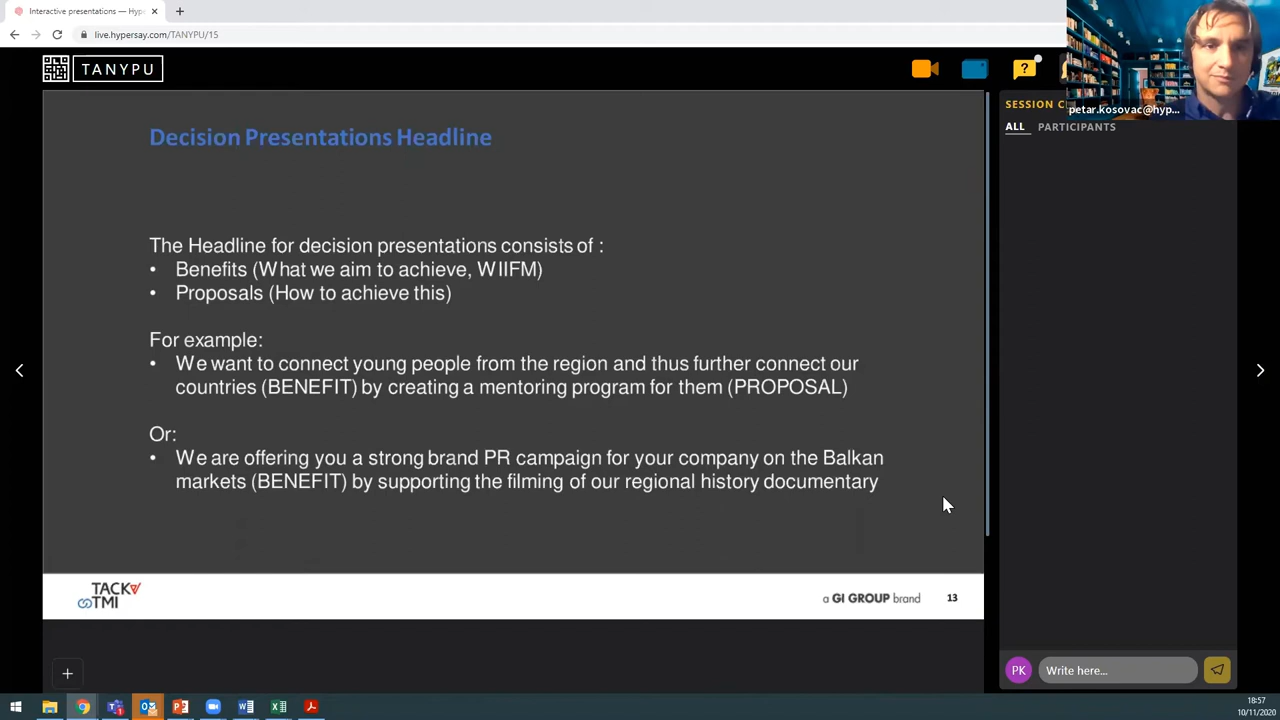 Interactive presentations — Hyp
live.hypersay.com/TANYPU/15
TANYPU
?
petar.kosovac@hyp...
SESSION C
ALL PARTICIPANTS
Decision Presentations Headline
The Headline for decision presentations consists of :
• Benefits (What we aim to achieve, WIIFM)
• Proposals (How to achieve this)
For example:
• We want to connect young people from the region and thus further connect our
countries (BENEFIT) by creating a mentoring program for them (PROPOSAL)
Or:
• We are offering you a strong brand PR campaign for your company on the Balkan
markets (BENEFIT) by supporting the filming of our regional history documentary
TACK
TMI
a GI GROUP brand
13
PK
Write here...
18:57
10/11/2020